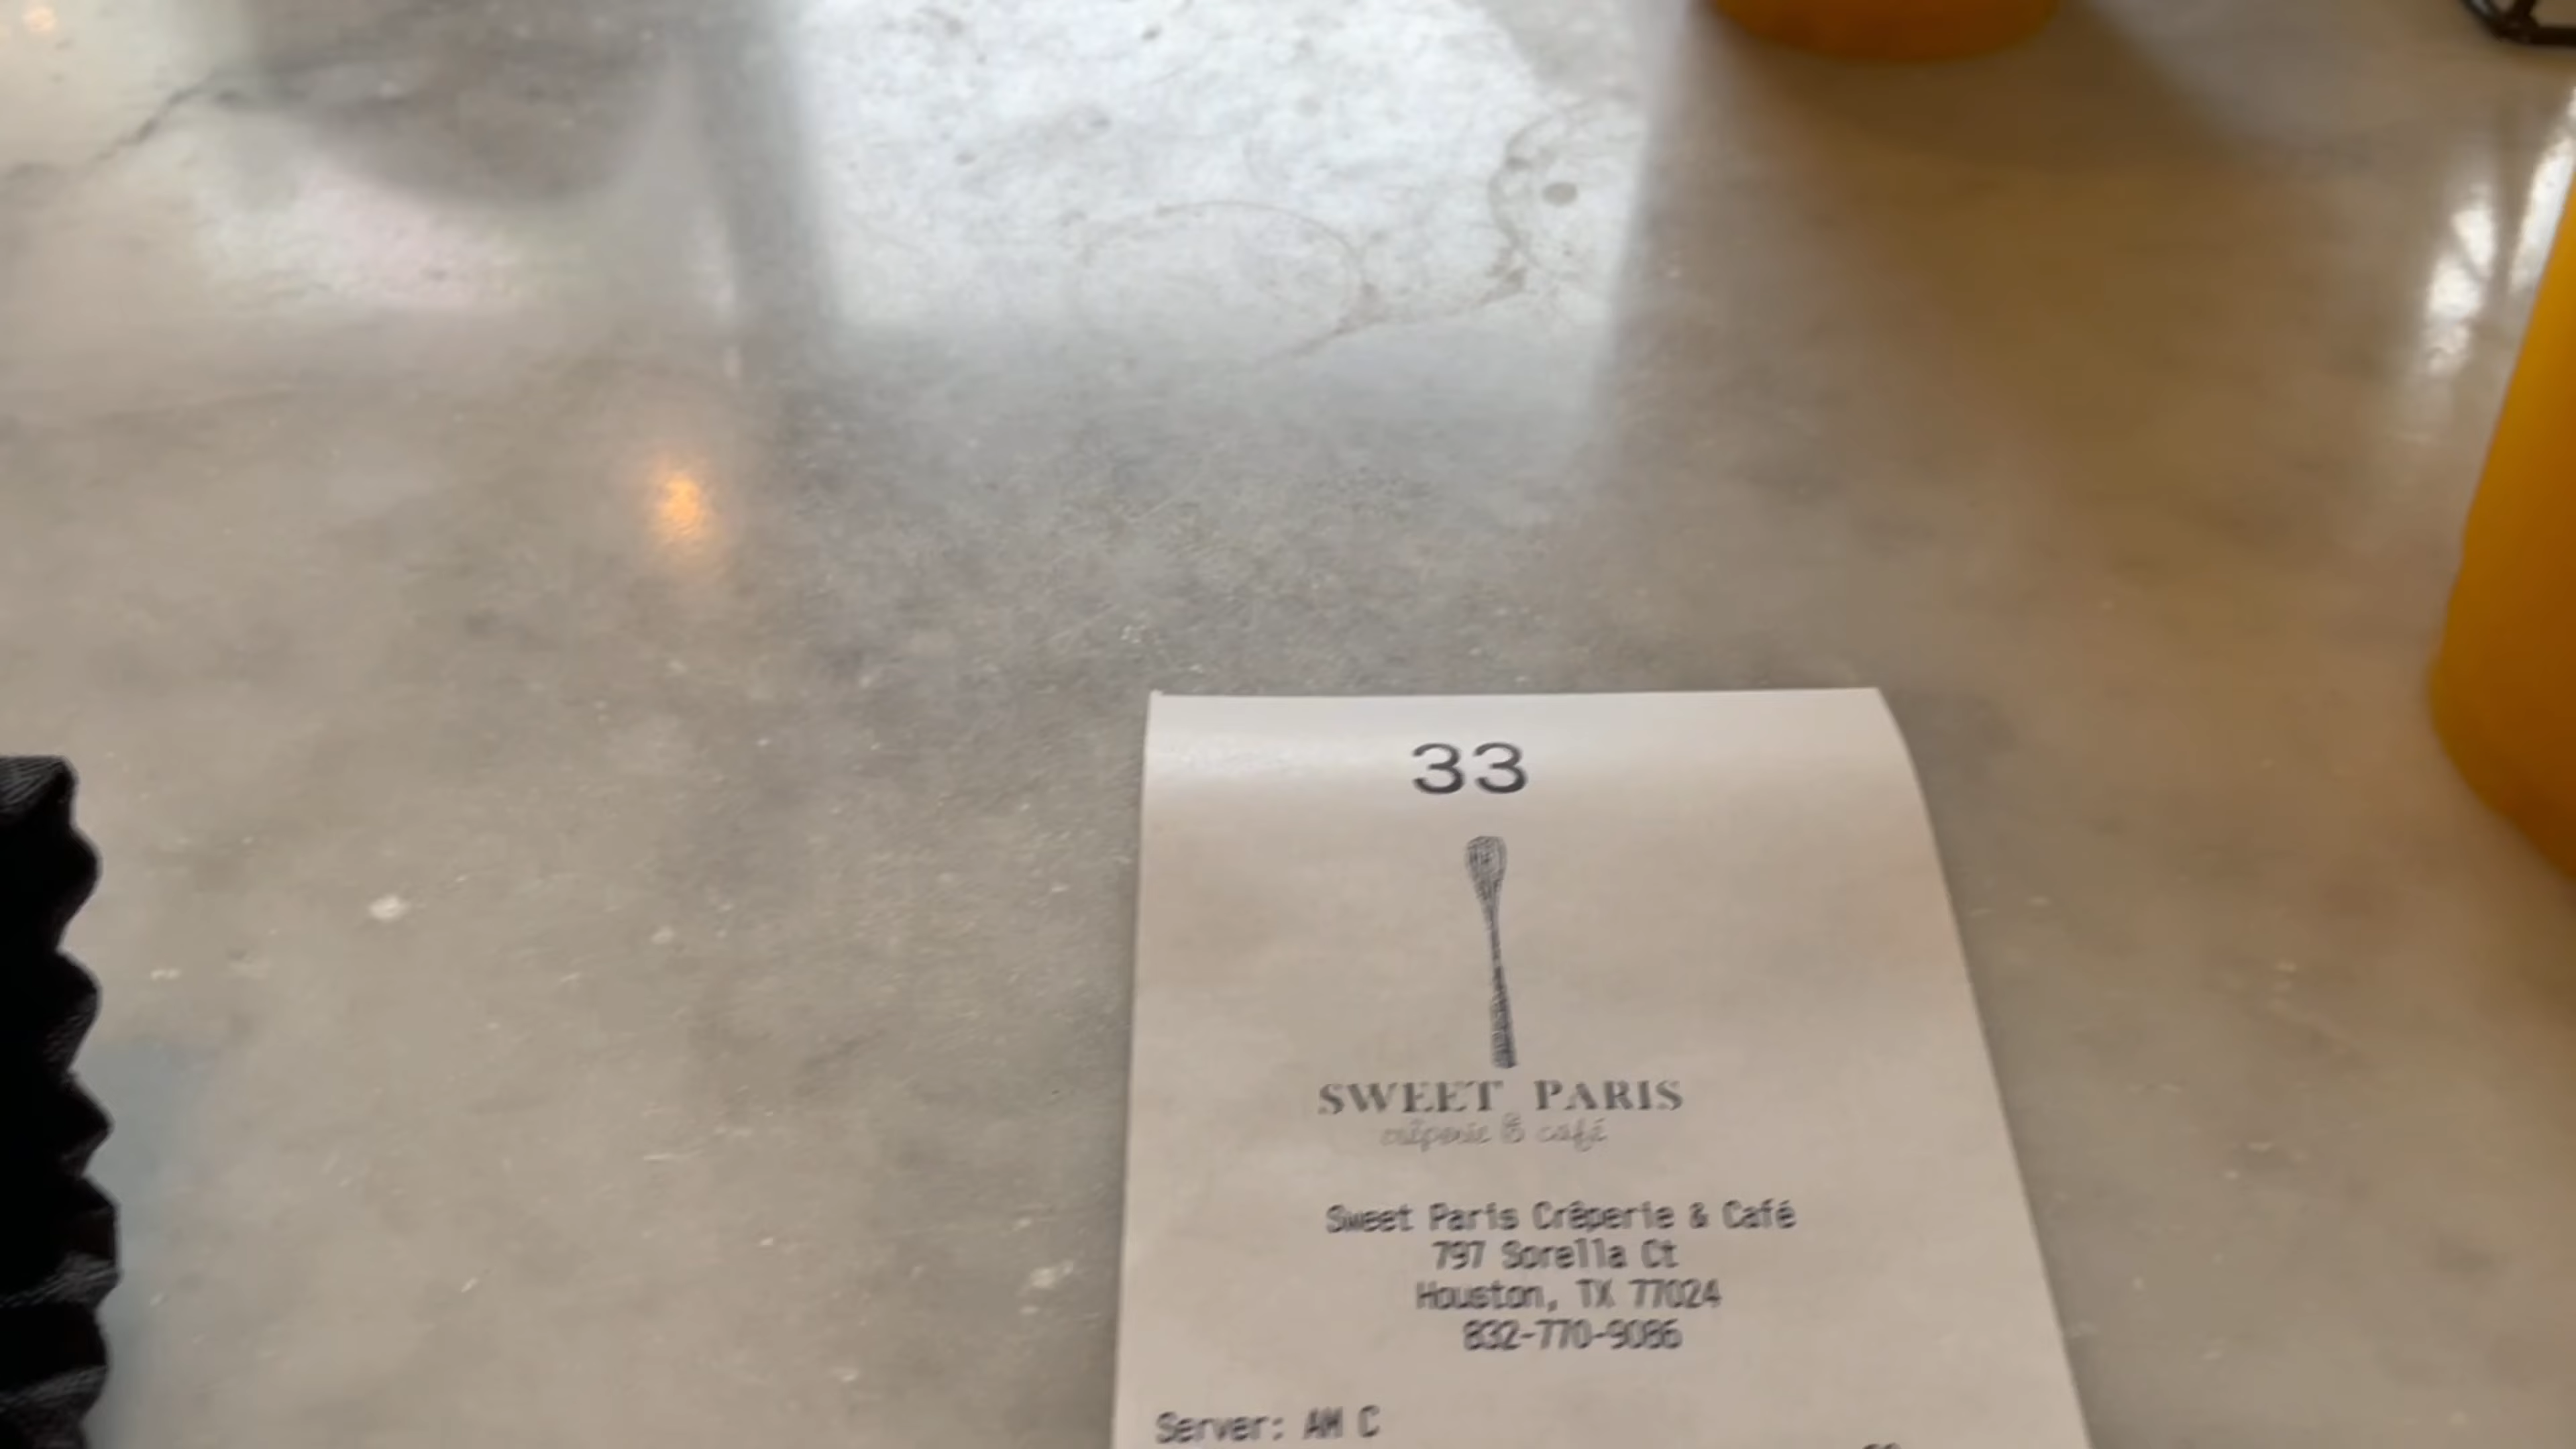 33
SWEET PARIS
crêperie & café
Sweet Paris Crêperie & Café
797 Sorella Ct
Houston, TX 77024
832-770-9086
Server: AM C